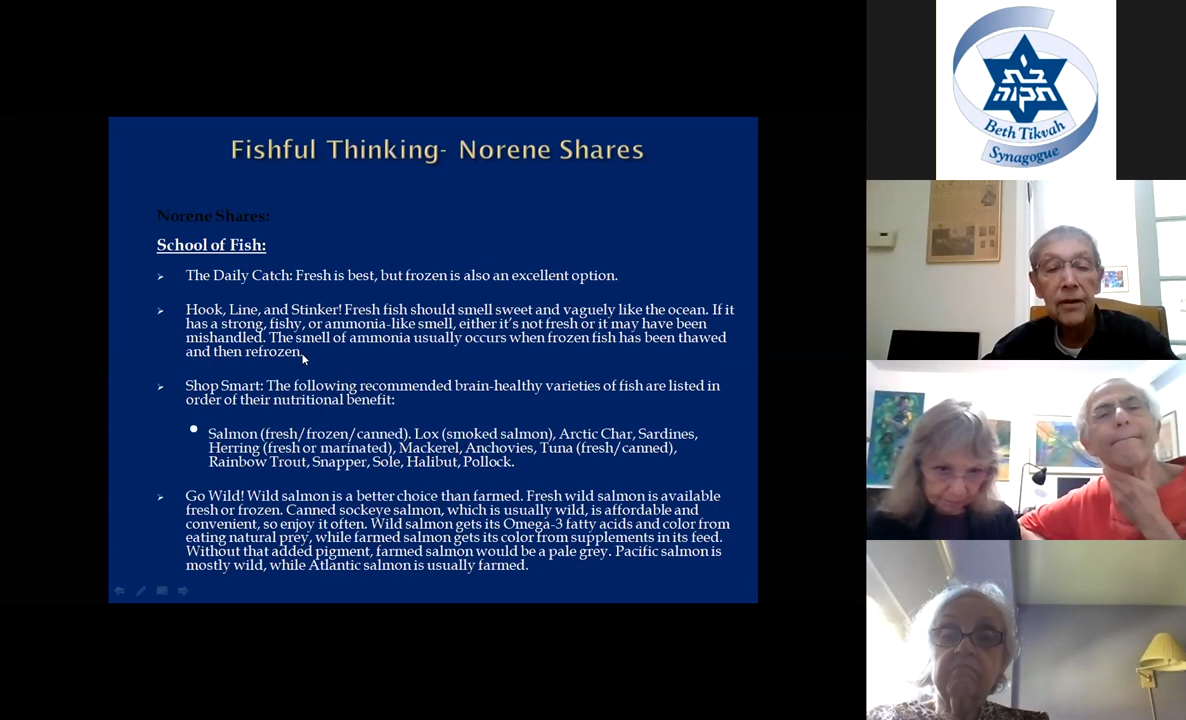 Fishful Thinking- Norene Shares
Norene Shares:
School of Fish:
The Daily Catch: Fresh is best, but frozen is also an excellent option.
Hook, Line, and Stinker! Fresh fish should smell sweet and vaguely like the ocean. If it
has a strong, fishy, or ammonia-like smell, either it's not fresh or it may have been
mishandled. The smell of ammonia usually occurs when frozen fish has been thawed
and then refrozen.
Shop Smart: The following recommended brain-healthy varieties of fish are listed in
order of their nutritional benefit:
Salmon (fresh/frozen/canned). Lox (smoked salmon), Arctic Char, Sardines,
Herring (fresh or marinated), Mackerel, Anchovies, Tuna (fresh/canned),
Rainbow Trout, Snapper, Sole, Halibut, Pollock.
Go Wild! Wild salmon is a better choice than farmed. Fresh wild salmon is available
fresh or frozen. Canned sockeye salmon, which is usually wild, is affordable and
convenient, so enjoy it often. Wild salmon gets its Omega-3 fatty acids and color from
eating natural prey, while farmed salmon gets its color from supplements in its feed.
Without that added pigment, farmed salmon would be a pale grey. Pacific salmon is
mostly wild, while Atlantic salmon is usually farmed.
בת
תקוה
Beth Tikvah
Synagogue